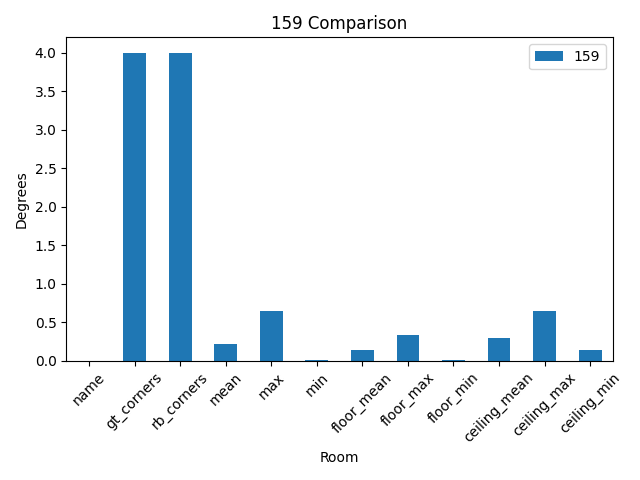 159 Comparison
159
Degrees
4.0
3.5
3.0
2.5
2.0
1.5
1.0
0.5
0.0
name
gt_corners
rb_corners
mean
max
min
floor_mean
floor_max
floor_min
ceiling_mean
ceiling_max
ceiling_min
Room